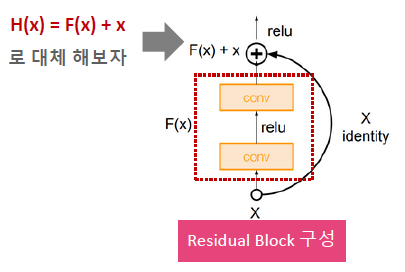 H(x) = F(x) + x
로 대체 해보자
relu
F(x) + x
conv
F(x)
relu
X
identity
conv
X
Residual Block 구성